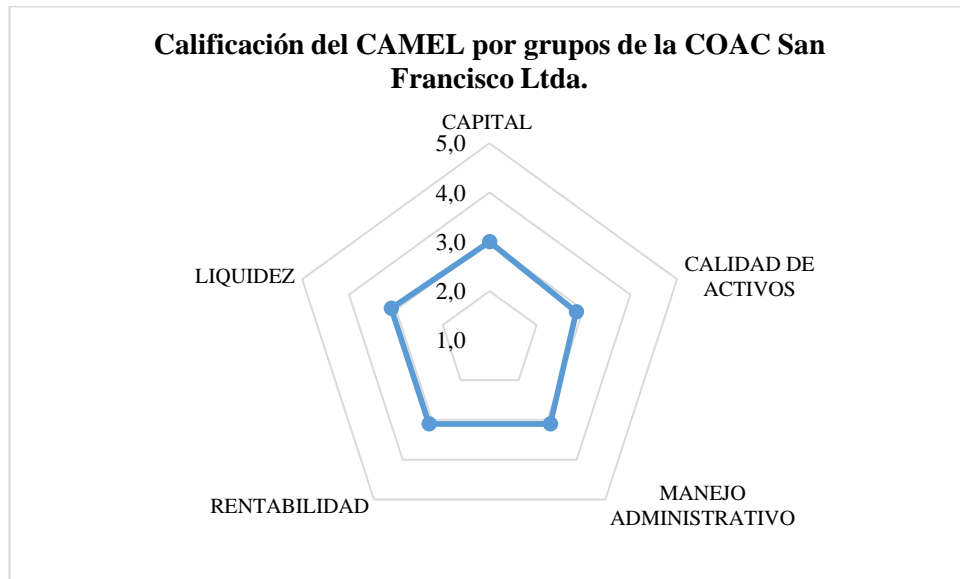 Calificación del CAMEL por grupos de la COAC San
Francisco Ltda.
CAPITAL
5,0
4,0
3,0
2,0
1,0
CALIDAD DE
ACTIVOS
MANEJO
ADMINISTRATIVO
RENTABILIDAD
LIQUIDEZ